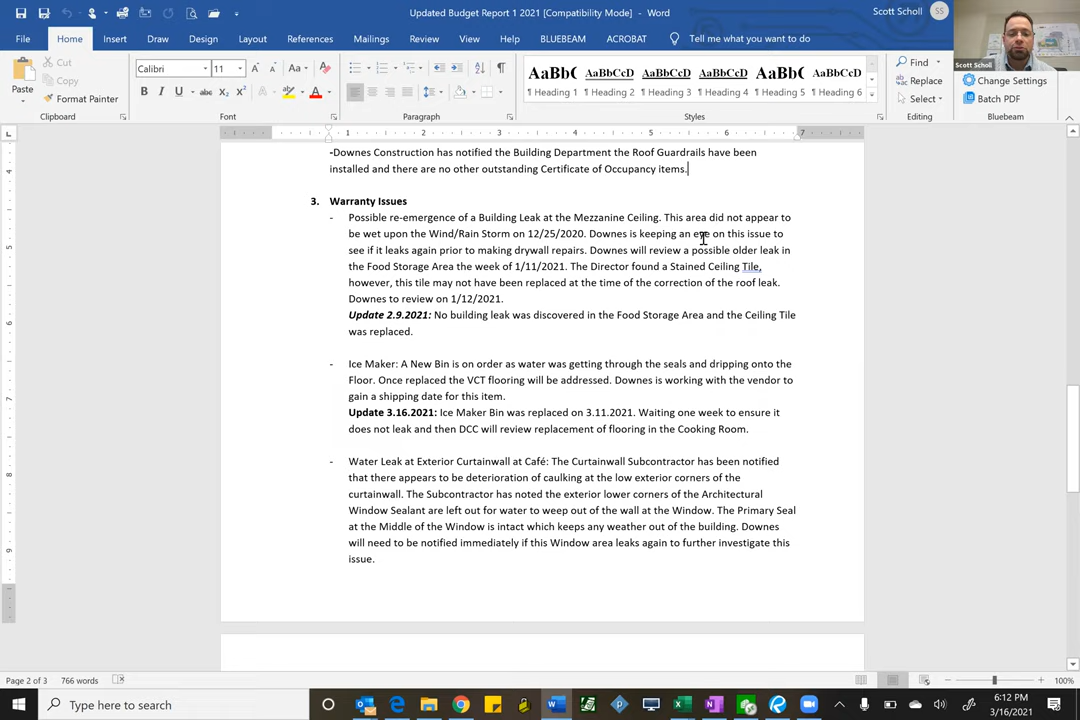 Updated Budget Report 1 2021 [Compatibility Mode] - Word
Scott Scholl SS
File Home Insert Draw Design Layout References Mailings Review View Help BLUEBEAM ACROBAT Tell me what you want to do
Scott Scholl
Cut Calibri 11 AaBbC AaBbCcD AaBbCcD AaBbCcD AaBbC AaBbCcD Find
Copy Replace Change Settings
Paste Format Painter ¶ Heading 1 ¶ Heading 2 ¶ Heading 3 ¶ Heading 4 ¶ Heading 5 ¶ Heading 6 Select Batch PDF
Clipboard Font Paragraph Styles Editing Bluebeam
1 2 3 4 5 6 7
-Downes Construction has notified the Building Department the Roof Guardrails have been
installed and there are no other outstanding Certificate of Occupancy items.
3. Warranty Issues
- Possible re-emergence of a Building Leak at the Mezzanine Ceiling. This area did not appear to
be wet upon the Wind/Rain Storm on 12/25/2020. Downes is keeping an eye on this issue to
see if it leaks again prior to making drywall repairs. Downes will review a possible older leak in
the Food Storage Area the week of 1/11/2021. The Director found a Stained Ceiling Tile,
however, this tile may not have been replaced at the time of the correction of the roof leak.
Downes to review on 1/12/2021.
Update 2.9.2021: No building leak was discovered in the Food Storage Area and the Ceiling Tile
was replaced.
- Ice Maker: A New Bin is on order as water was getting through the seals and dripping onto the
Floor. Once replaced the VCT flooring will be addressed. Downes is working with the vendor to
gain a shipping date for this item.
Update 3.16.2021: Ice Maker Bin was replaced on 3.11.2021. Waiting one week to ensure it
does not leak and then DCC will review replacement of flooring in the Cooking Room.
- Water Leak at Exterior Curtainwall at Café: The Curtainwall Subcontractor has been notified
that there appears to be deterioration of caulking at the low exterior corners of the
curtainwall. The Subcontractor has noted the exterior lower corners of the Architectural
Window Sealant are left out for water to weep out of the wall at the Window. The Primary Seal
at the Middle of the Window is intact which keeps any weather out of the building. Downes
will need to be notified immediately if this Window area leaks again to further investigate this
issue.
Page 2 of 3 766 words 100%
Type here to search 6:12 PM
3/16/2021